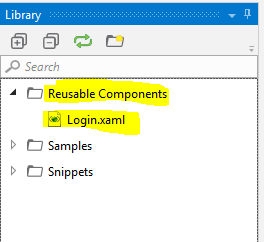 Library
Search
Reusable Components
Login.xaml
Samples
Snippets